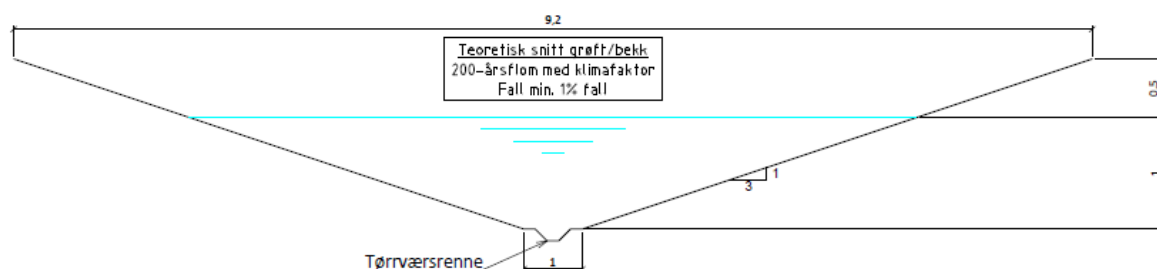 9,2
Teoretisk snitt grøft/bekk
200-årsflom med klimafaktor
Fall min. 1% fall
0,5
1
3
1
Tørrværsrenne
1